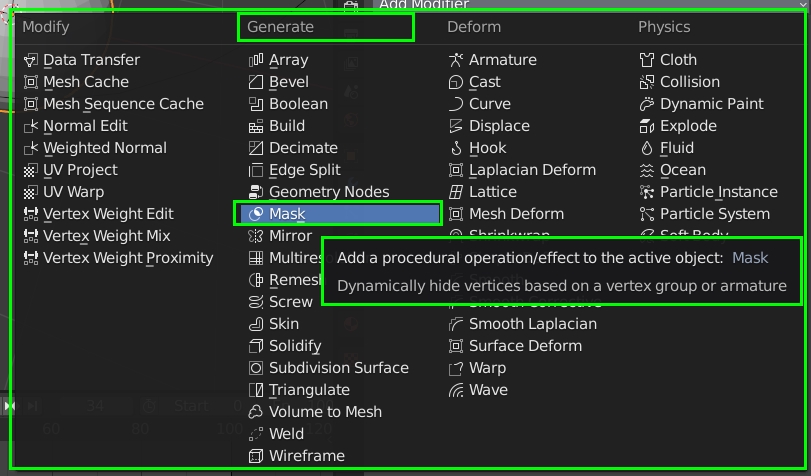 Add Modifier
Modify
Data Transfer
Mesh Cache
Mesh Sequence Cache
Normal Edit
Weighted Normal
UV Project
UV Warp
Vertex Weight Edit
Vertex Weight Mix
Vertex Weight Proximity
Generate
Array
Bevel
Boolean
Build
Decimate
Edge Split
Geometry Nodes
Mask
Mirror
Multires
Remesh
Screw
Skin
Solidify
Subdivision Surface
Triangulate
Volume to Mesh
Weld
Wireframe
Deform
Armature
Cast
Curve
Displace
Hook
Laplacian Deform
Lattice
Mesh Deform
Shrinkwrap
Smooth
Smooth Corrective
Smooth Laplacian
Surface Deform
Warp
Wave
Physics
Cloth
Collision
Dynamic Paint
Explode
Fluid
Ocean
Particle Instance
Particle System
Soft Body
Add a procedural operation/effect to the active object: Mask
Dynamically hide vertices based on a vertex group or armature
34
Start
60
80
100
120